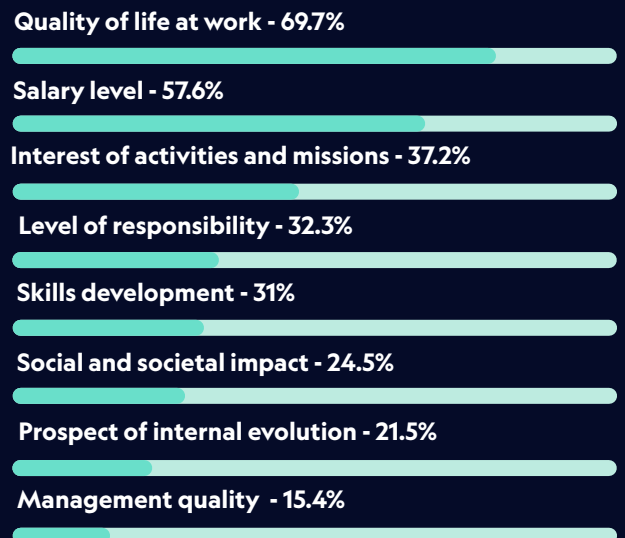 Quality of life at work - 69.7%
Salary level - 57.6%
Interest of activities and missions - 37.2%
Level of responsibility - 32.3%
Skills development - 31%
Social and societal impact - 24.5%
Prospect of internal evolution - 21.5%
Management quality - 15.4%